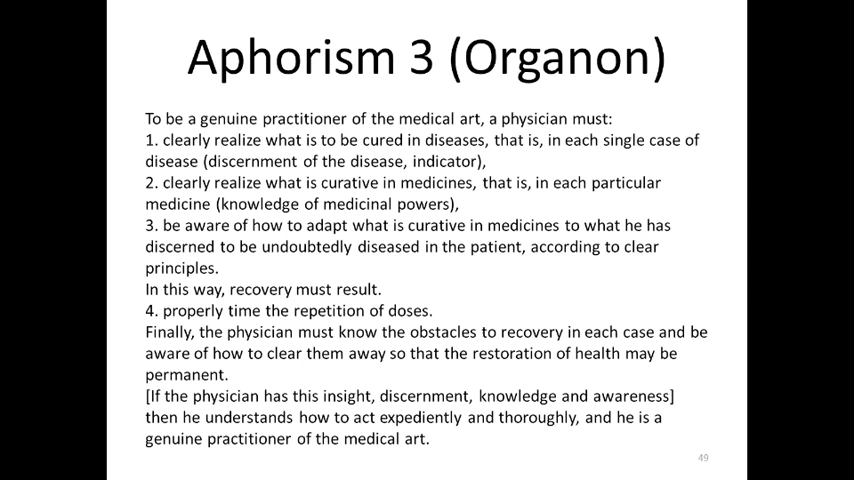 Aphorism 3 (Organon)
To be a genuine practitioner of the medical art, a physician must:
1. clearly realize what is to be cured in diseases, that is, in each single case of
disease (discernment of the disease, indicator),
2. clearly realize what is curative in medicines, that is, in each particular
medicine (knowledge of medicinal powers),
3. be aware of how to adapt what is curative in medicines to what he has
discerned to be undoubtedly diseased in the patient, according to clear
principles.
In this way, recovery must result.
4. properly time the repetition of doses.
Finally, the physician must know the obstacles to recovery in each case and be
aware of how to clear them away so that the restoration of health may be
permanent.
[If the physician has this insight, discernment, knowledge and awareness]
then he understands how to act expediently and thoroughly, and he is a
genuine practitioner of the medical art.
49